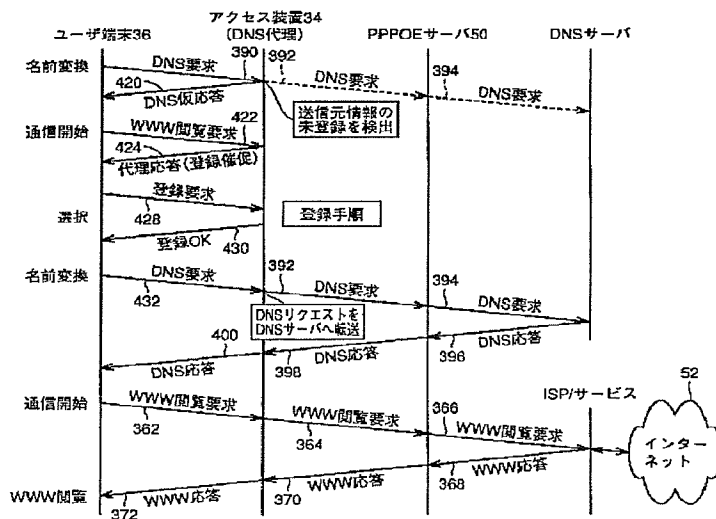 ユーザ端末36
アクセス装置34
(DNS代理)
PPPOEサーバ50
DNSサーバ
名前変換
DNS要求
390
392
DNS要求
394
DNS要求
420
DNS仮応答
送信元情報の
未登録を検出
通信開始
WWW閲覧要求
422
424
代理応答(登録催促)
登録要求
選択
428
登録手順
登録OK
430
名前変換
DNS要求
432
392
DNS要求
394
DNS要求
DNSリクエストを
DNSサーバへ転送
400
DNS応答
398
DNS応答
396
DNS応答
通信開始
WWW閲覧要求
362
WWW閲覧要求
364
366
WWW閲覧要求
ISP/サービス
52
インター
ネット
WWW閲覧
372
WWW応答
370
WWW応答
368
WWW応答